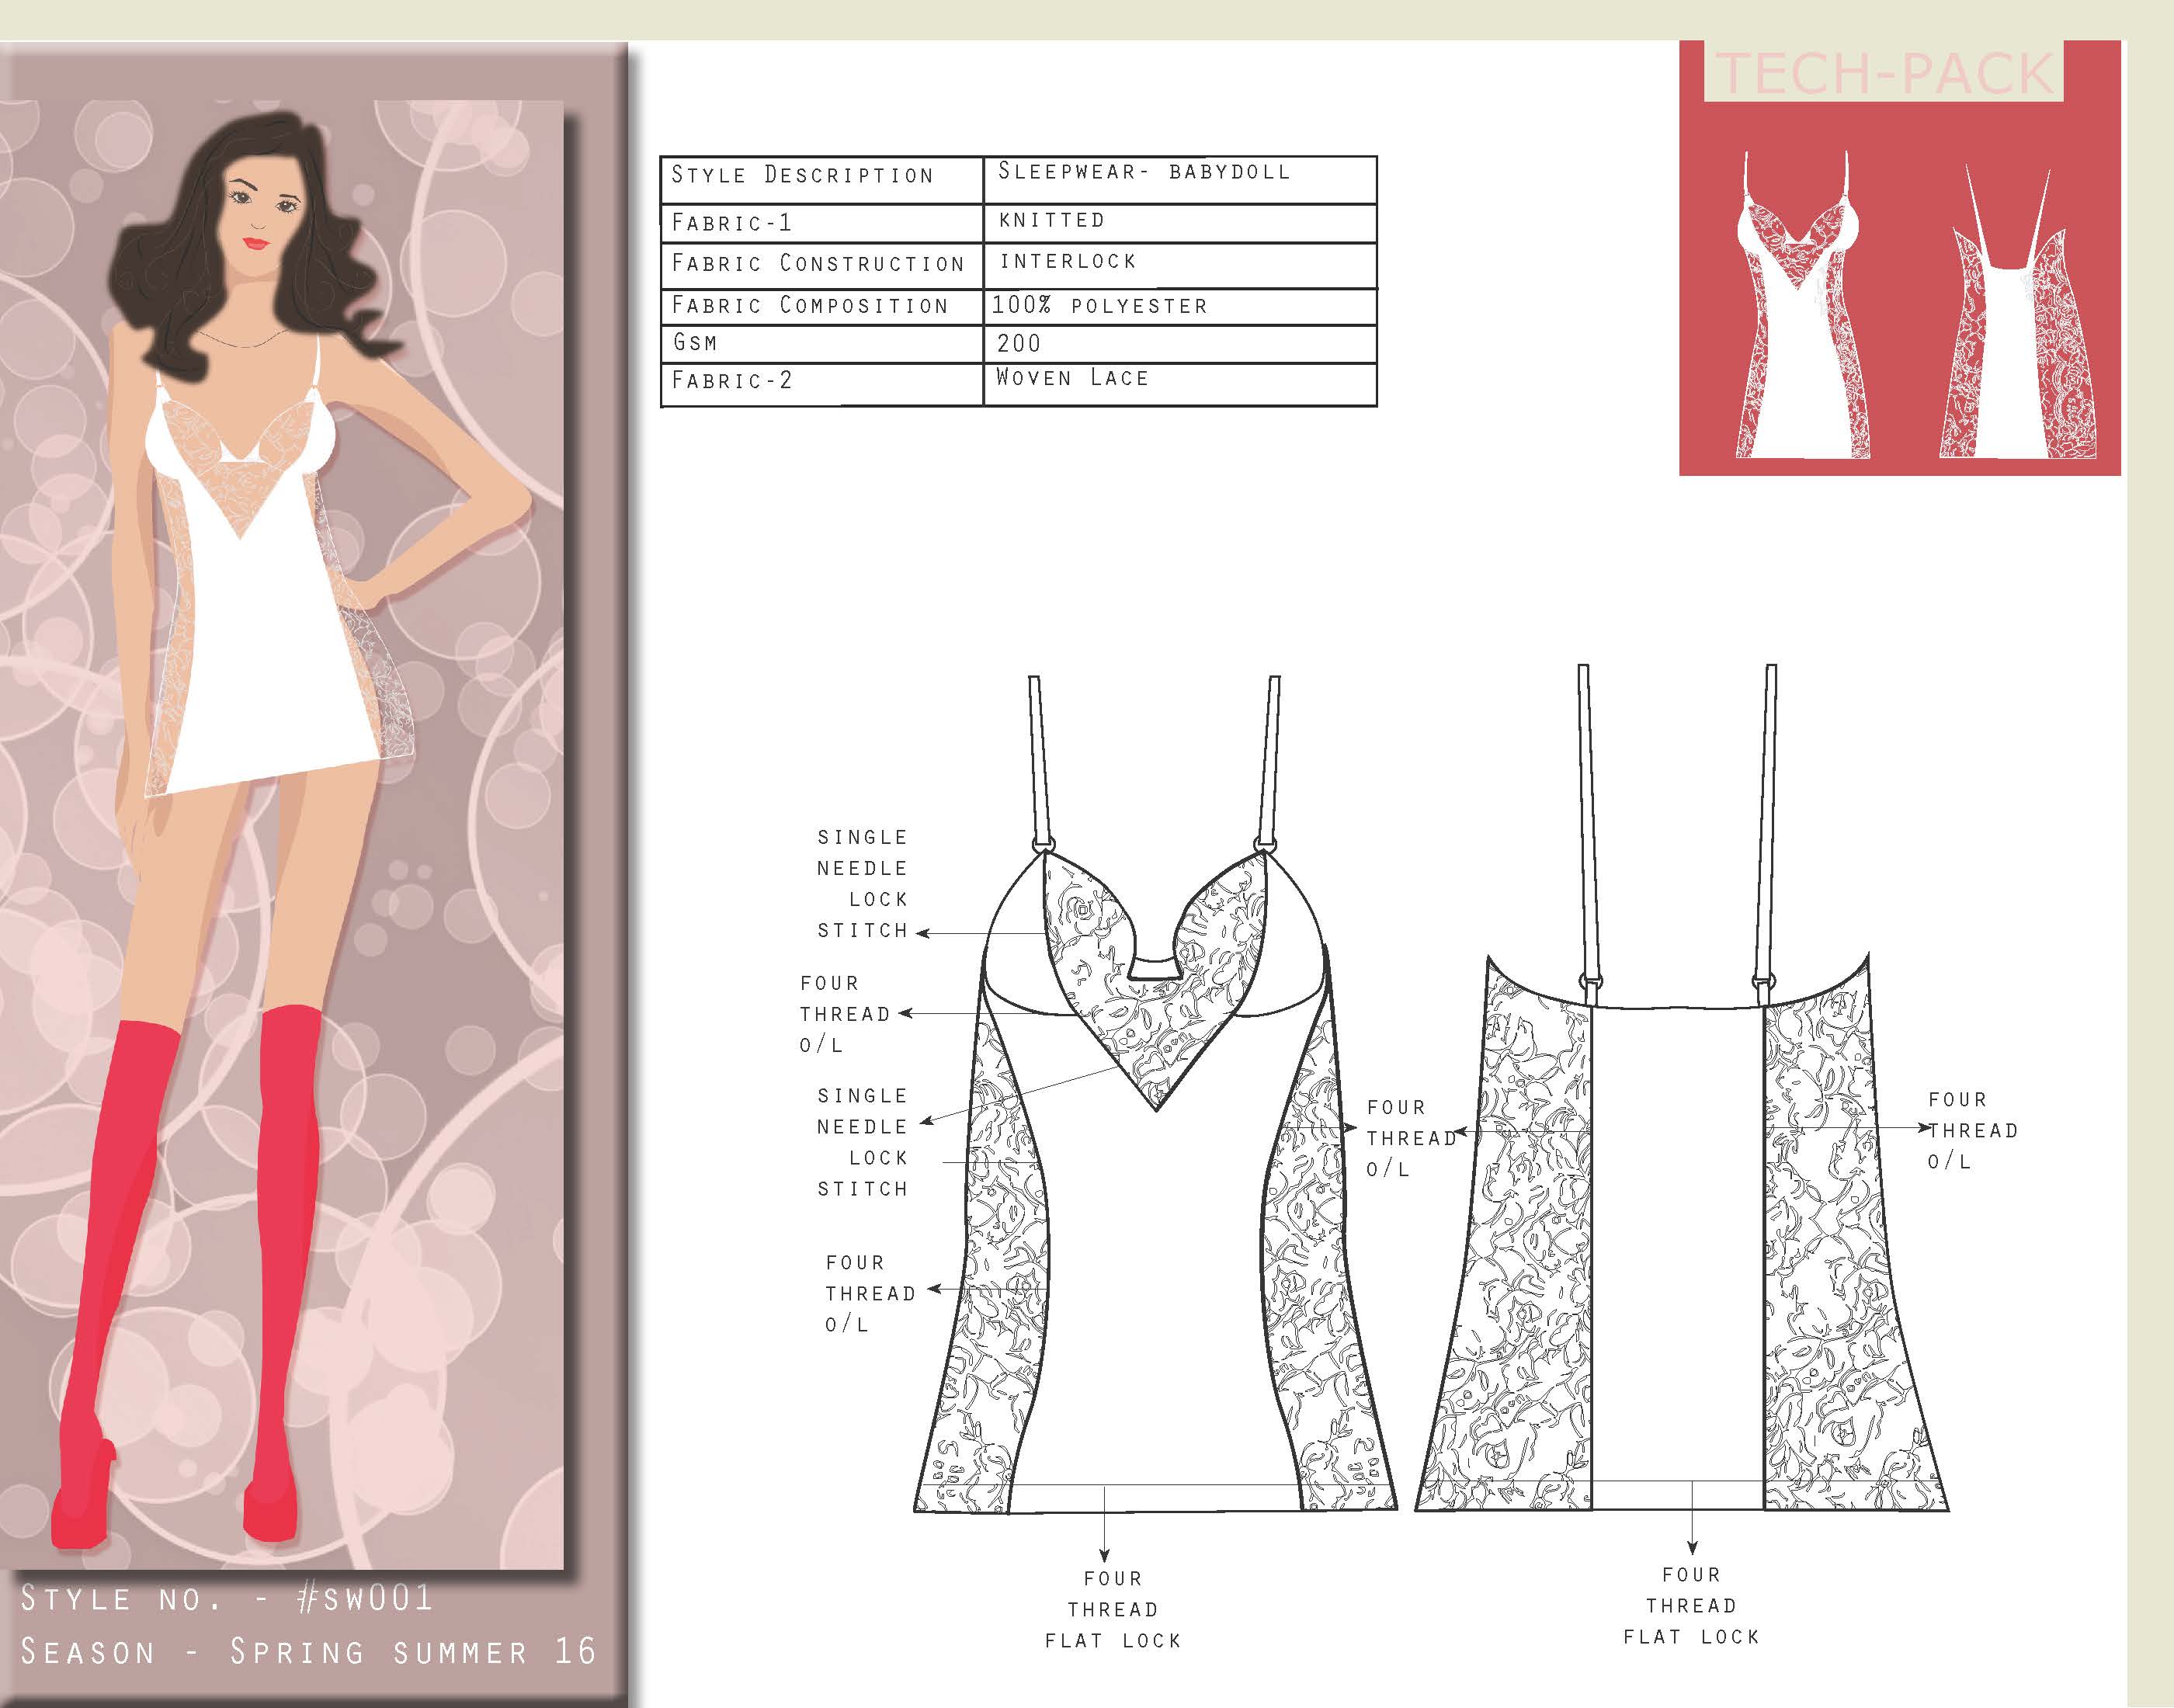 TECH-PACK
STYLE DESCRIPTION SLEEPWEAR- BABYDOLL
FABRIC-1 KNITTED
FABRIC CONSTRUCTION INTERLOCK
FABRIC COMPOSITION 100% POLYESTER
GSM 200
FABRIC-2 WOVEN LACE
SINGLE
NEEDLE
LOCK
STITCH
FOUR
THREAD
O/L
SINGLE
NEEDLE
LOCK
STITCH
FOUR
THREAD
O/L
FOUR
THREAD
O/L
FOUR
THREAD
O/L
FOUR
THREAD
FLAT LOCK
FOUR
THREAD
FLAT LOCK
STYLE NO. - #SW001
SEASON - SPRING SUMMER 16